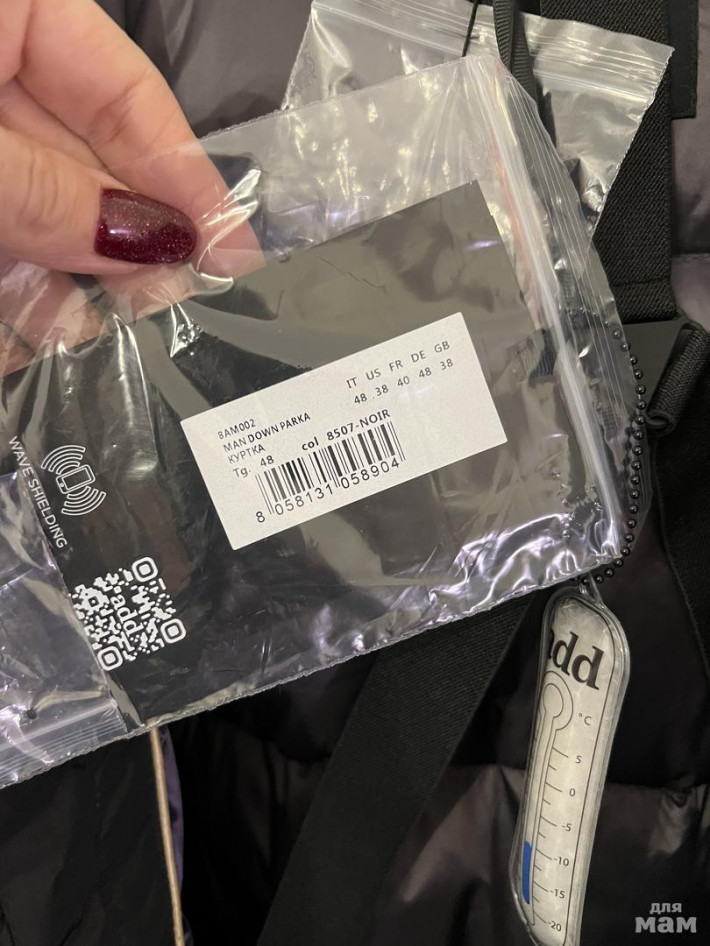 IT US FR DE GB
48 38 40 48 38
8AM002
MAN DOWN PARKA
КУРТКА
Tg. 48 col 8507-NOIR
8 058131 058904
WAVE SHIELDING
add
add
°C
5
0
-5
-10
-15
-20
для
мам